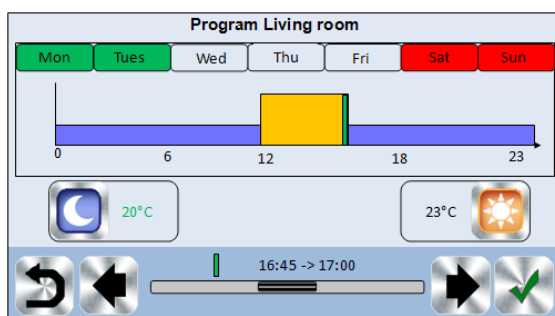 Program Living room
Mon Tues Wed Thu Fri Sat Sun
0 6 12 18 23
20°C 23°C
16:45 -> 17:00